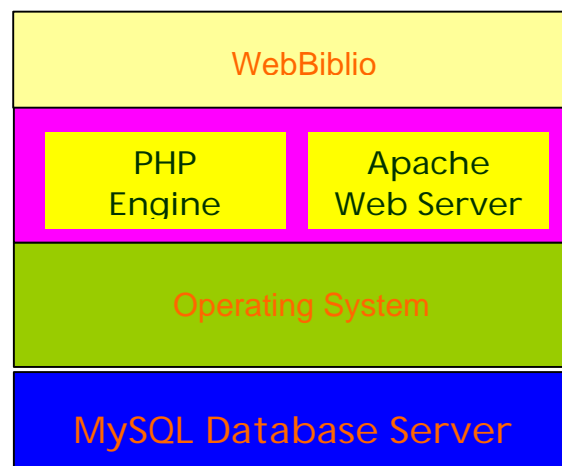 WebBiblio
PHP
Engine
Apache
Web Server
Operating System
MySQL Database Server